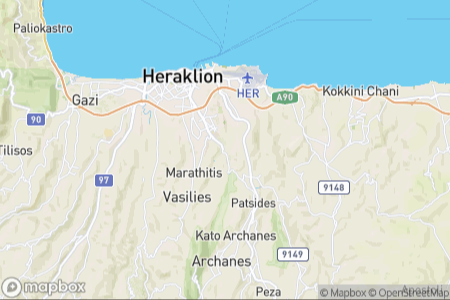 Paliokastro
Heraklion
HER
A90
Kokkini Chani
Gazi
90
Tilisos
Marathitis
97
9148
Vasilies
Patsides
Kato Archanes
9149
Archanes
Peza
Apostoli
mapbox
© Mapbox © OpenStreetMap